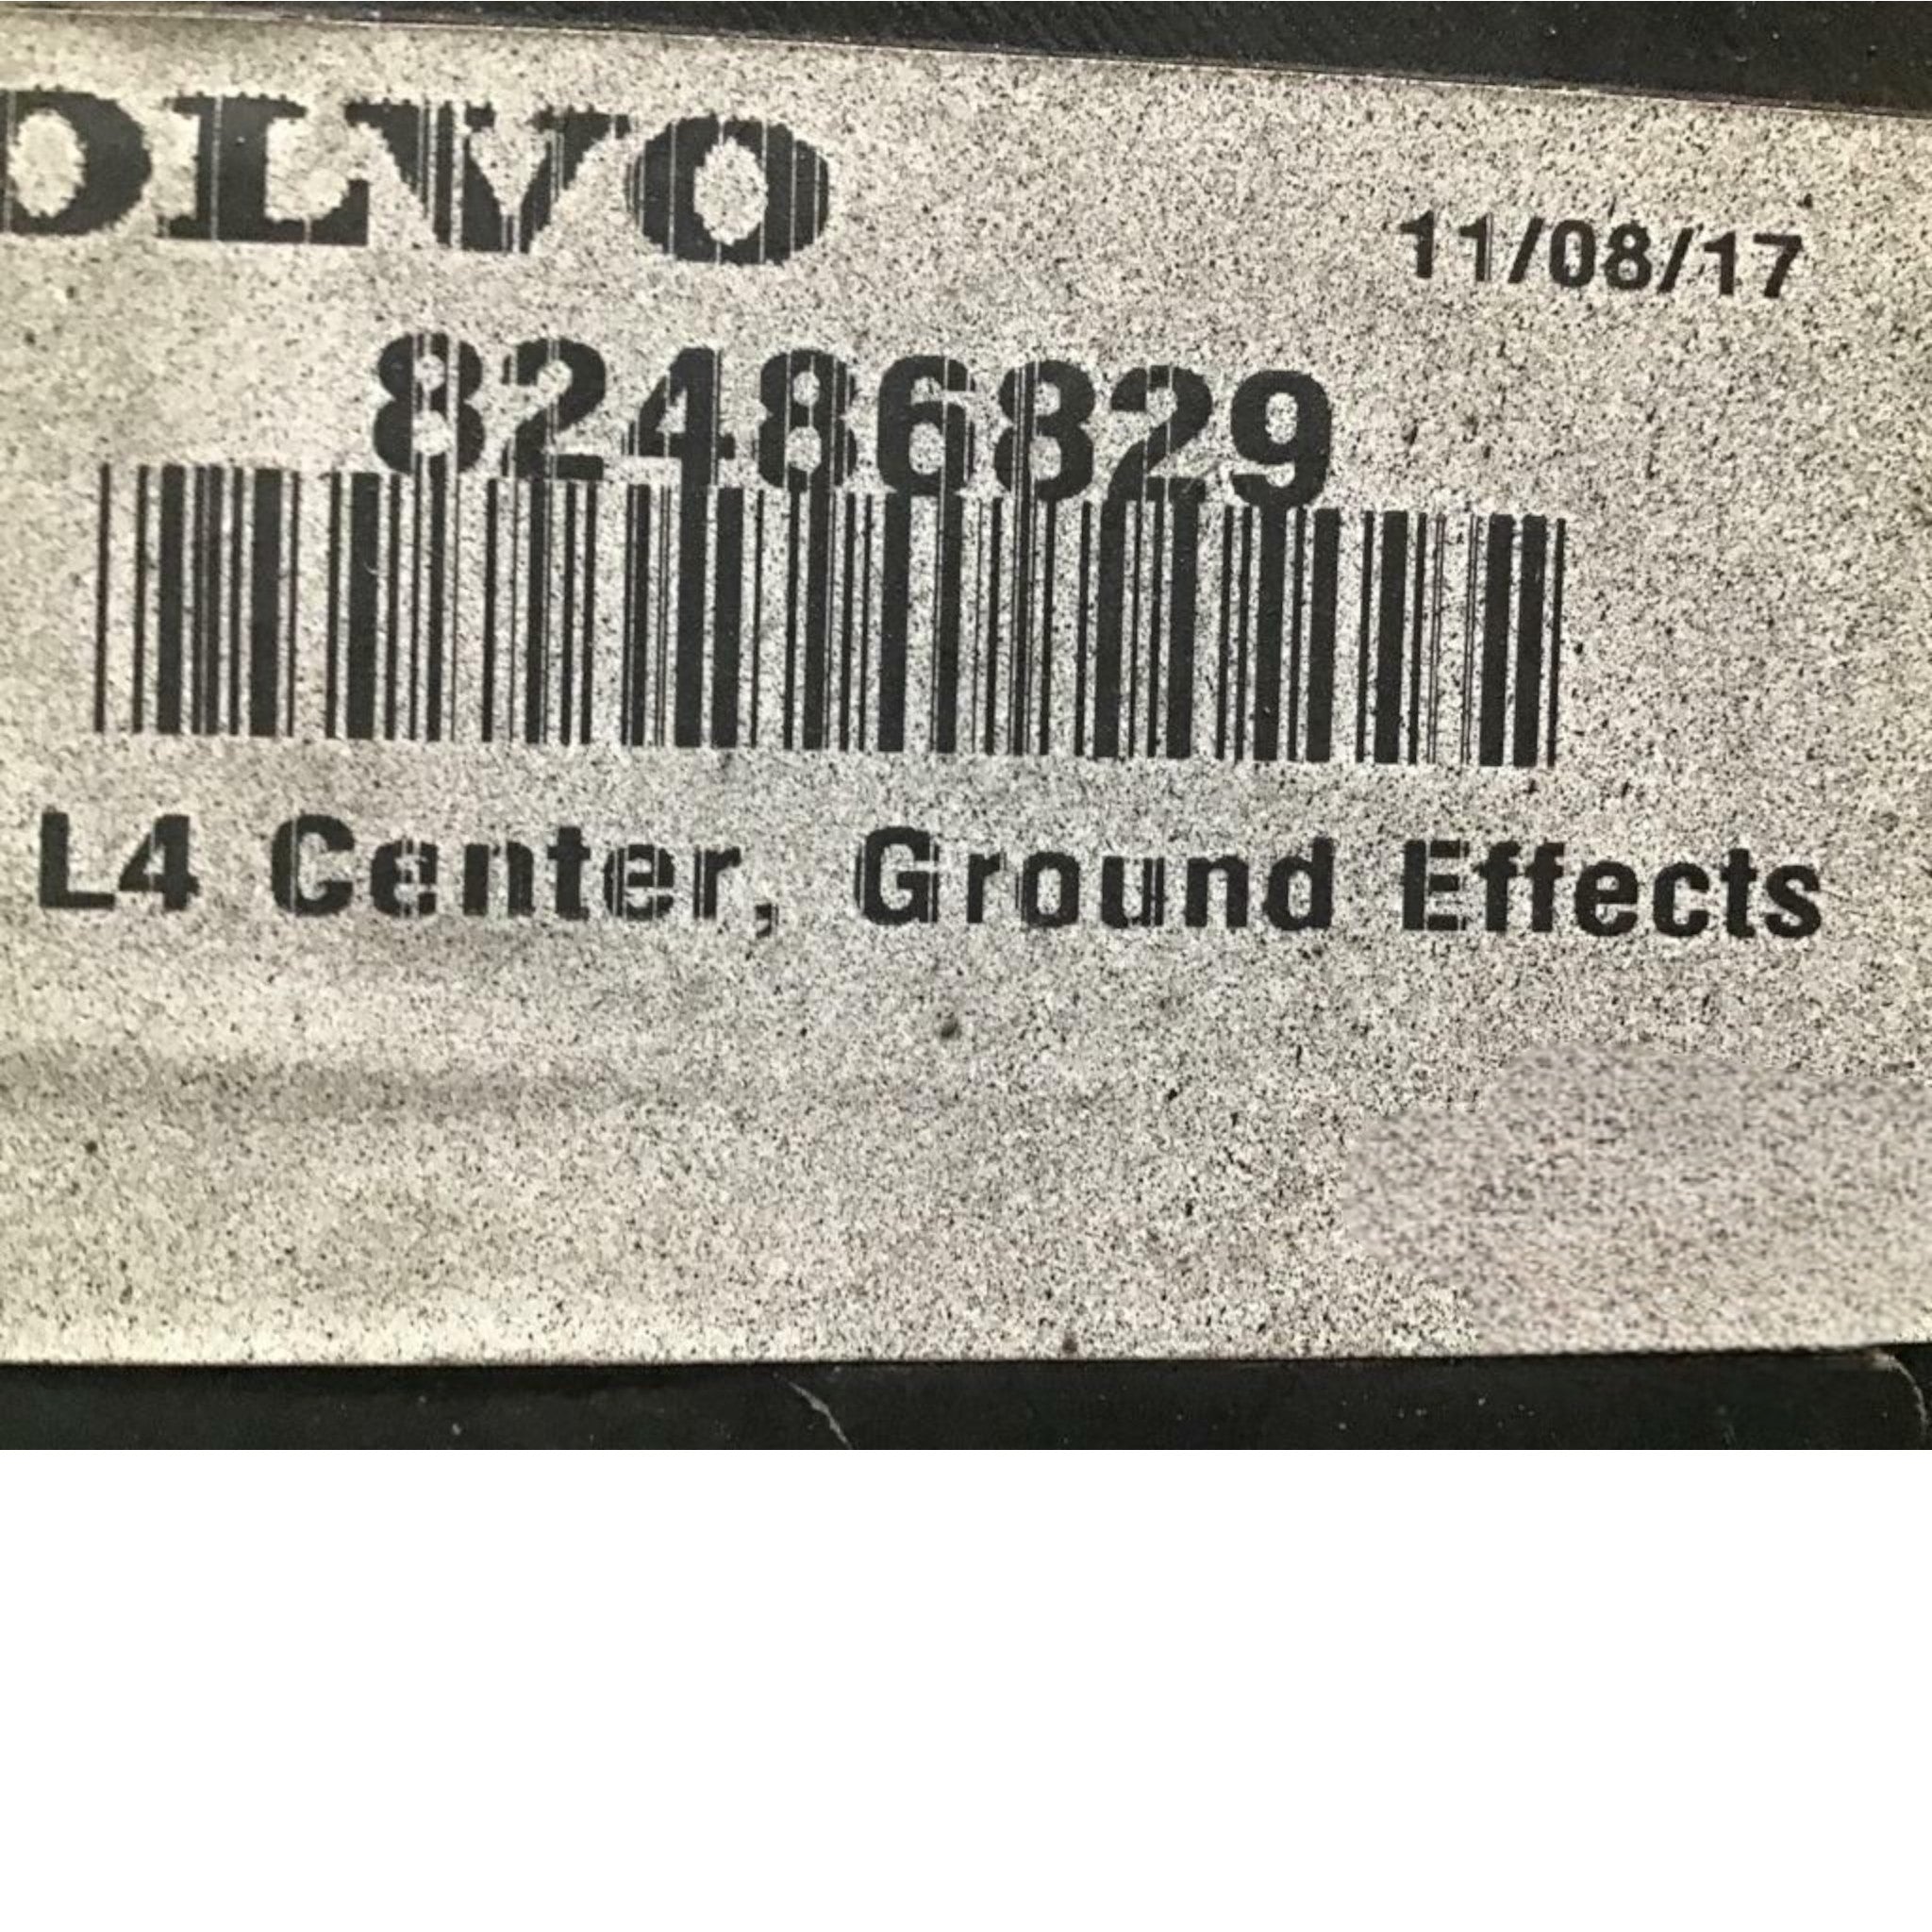 OLVO
11/08/17
82486829
L4 Center, Ground Effects